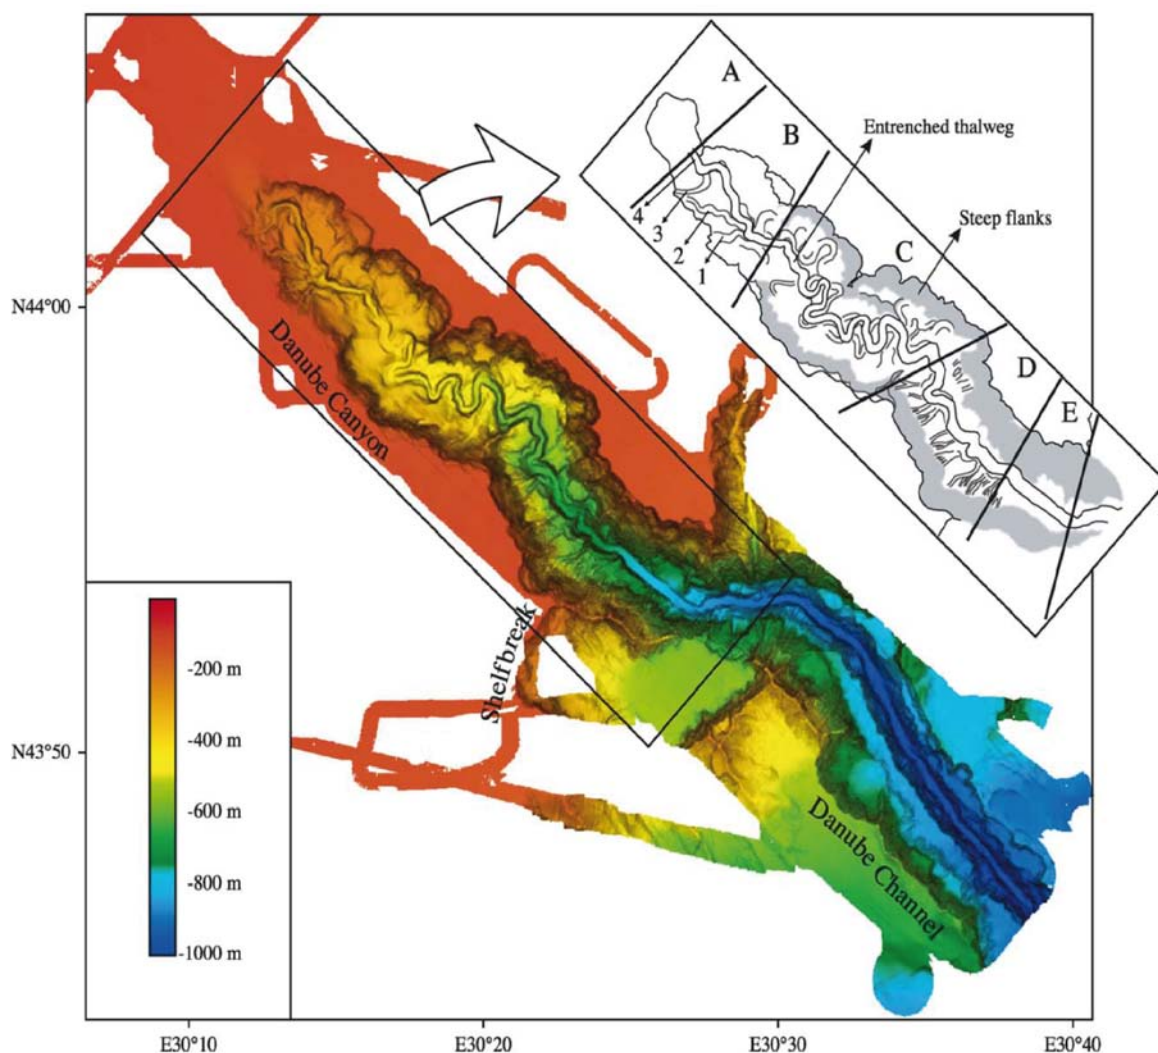 A
B
Entrenched thalweg
Steep flanks
4
3
2
1
C
N44°00
Danube Canyon
D
E
Shelfbreak
-200 m
-400 m
N43°50
-600 m
-800 m
-1000 m
Danube Channel
E30°10
E30°20
E30°30
E30°40